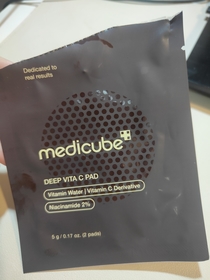 Dedicated to
real results
medicube
DEEP VITA C PAD
Vitamin Water | Vitamin C Derivative
Niacinamide 2%
5 g / 0.17 oz. (2 pads)